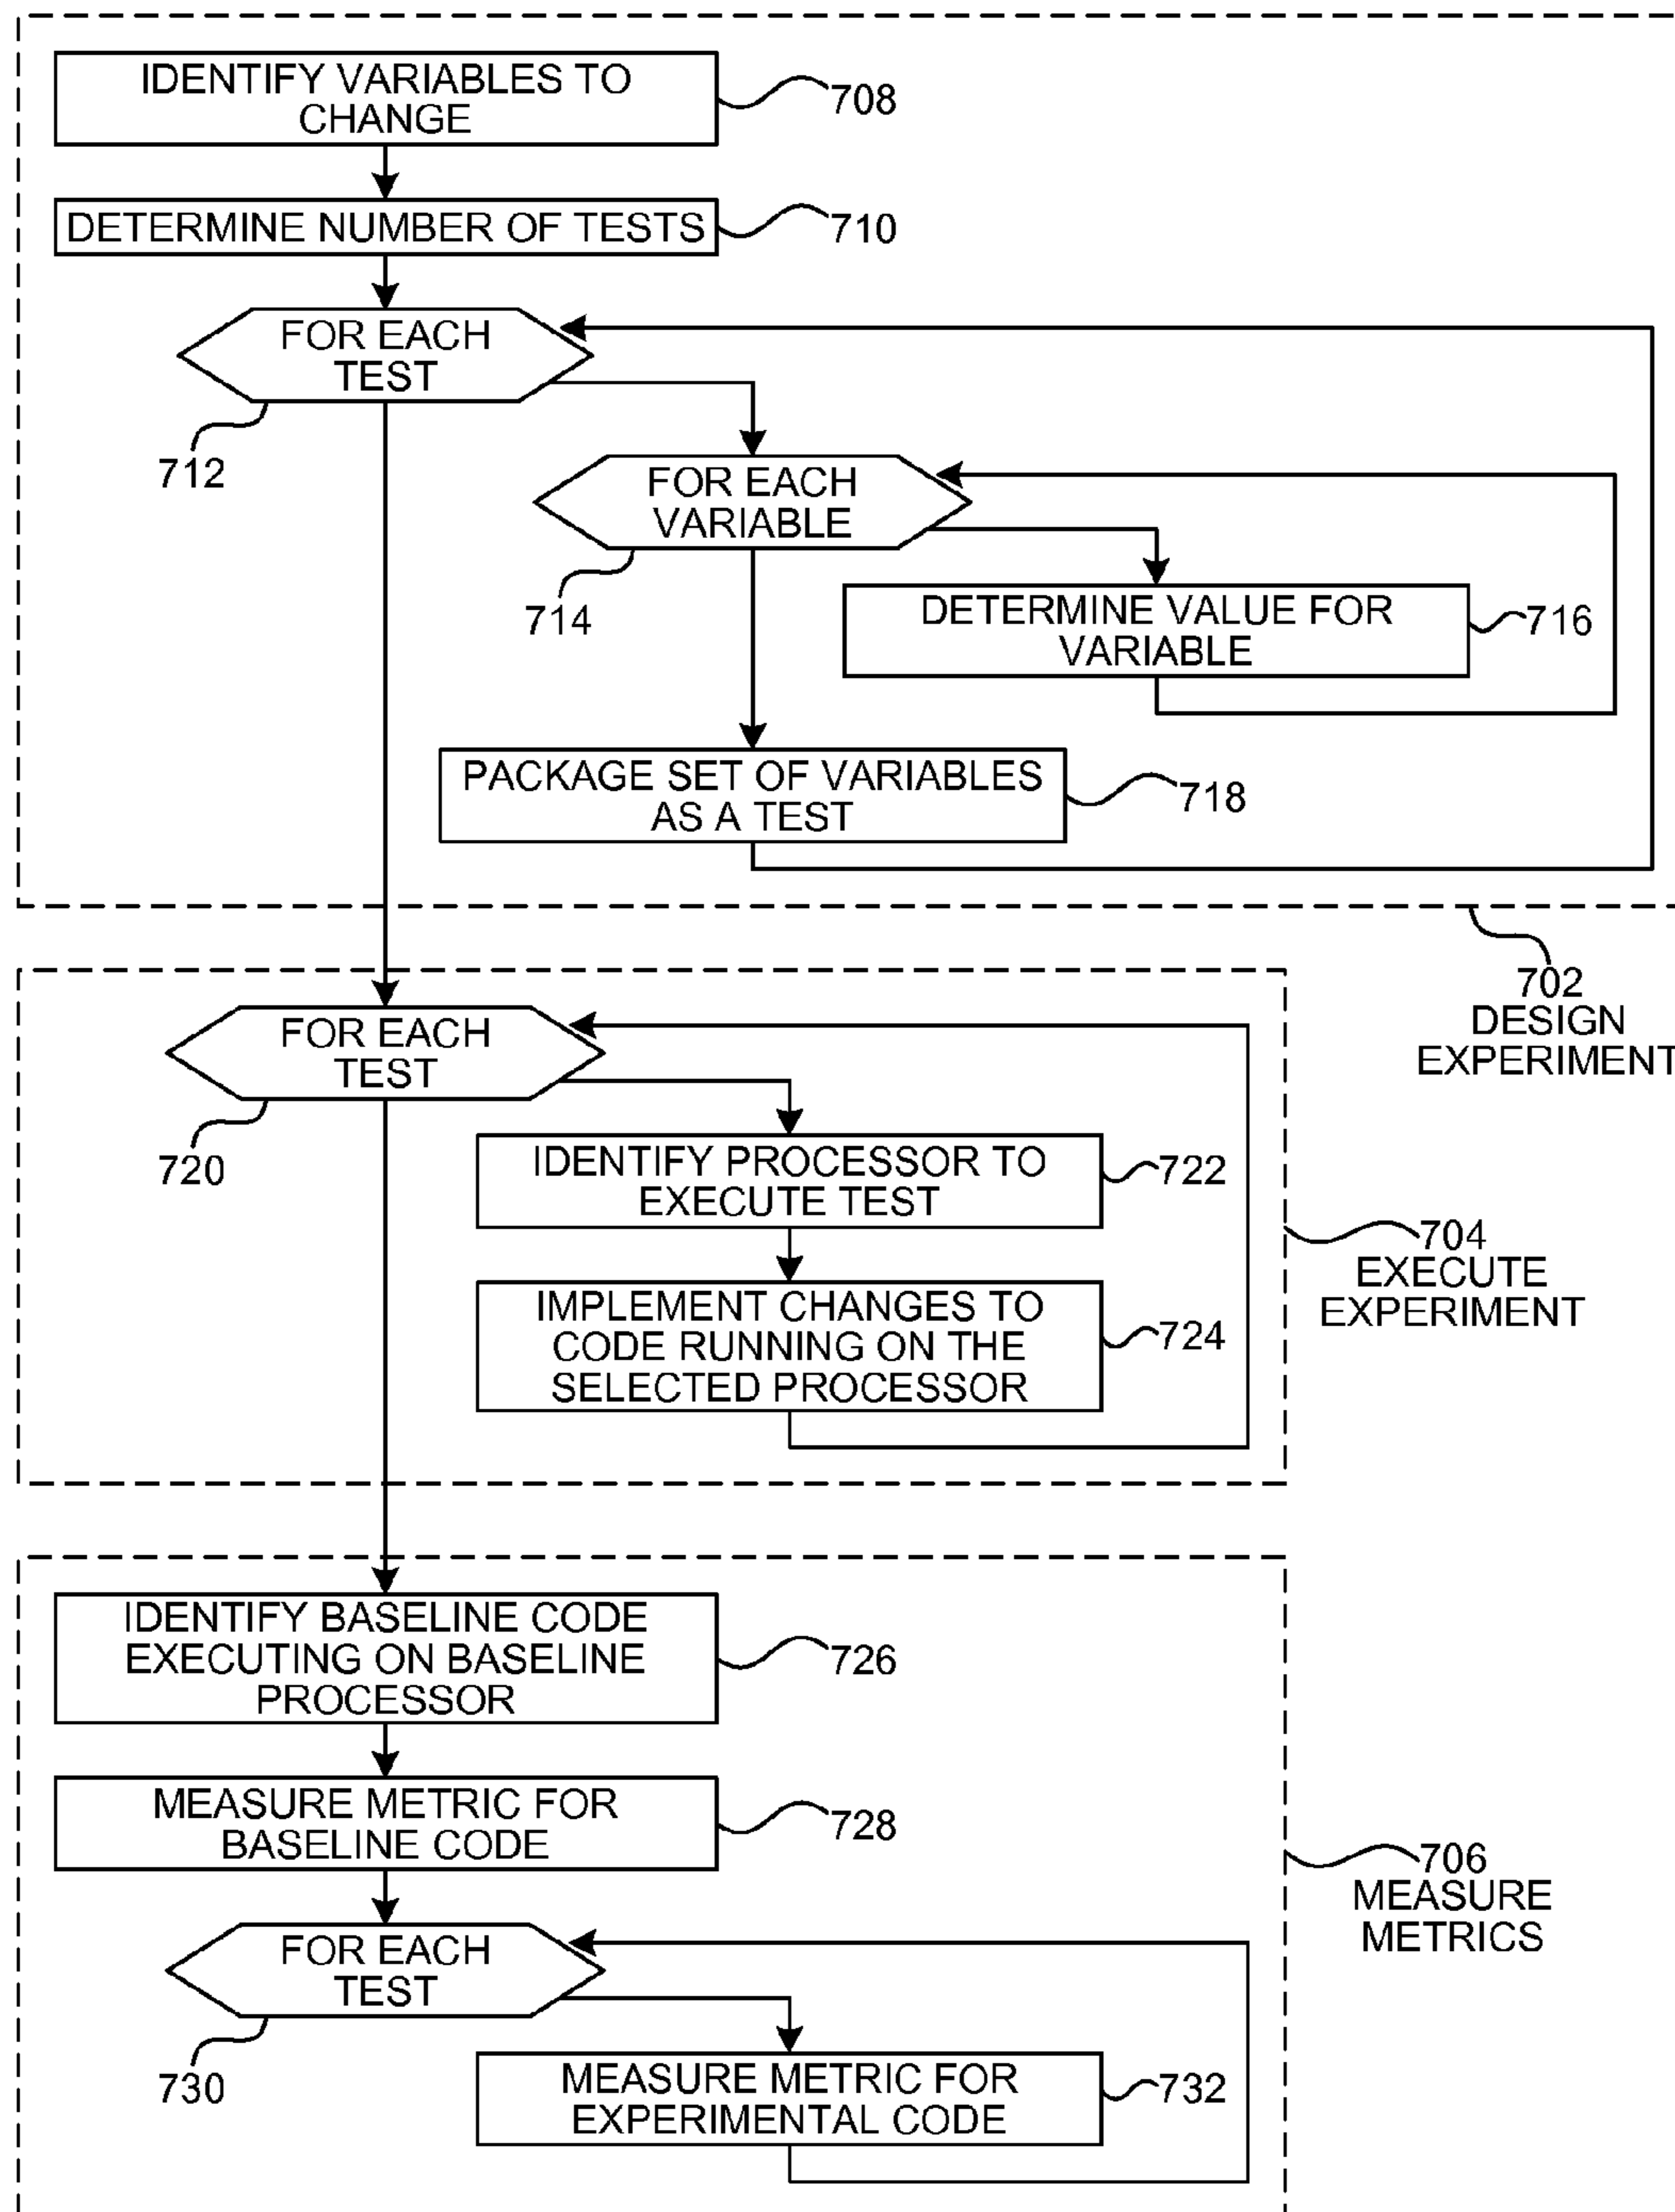 IDENTIFY VARIABLES TO
CHANGE
708
DETERMINE NUMBER OF TESTS
710
FOR EACH
TEST
712
FOR EACH
VARIABLE
714
DETERMINE VALUE FOR
VARIABLE
716
PACKAGE SET OF VARIABLES
AS A TEST
718
702
DESIGN
EXPERIMENT
FOR EACH
TEST
720
IDENTIFY PROCESSOR TO
EXECUTE TEST
722
IMPLEMENT CHANGES TO
CODE RUNNING ON THE
SELECTED PROCESSOR
724
704
EXECUTE
EXPERIMENT
IDENTIFY BASELINE CODE
EXECUTING ON BASELINE
PROCESSOR
726
MEASURE METRIC FOR
BASELINE CODE
728
706
MEASURE
METRICS
FOR EACH
TEST
730
MEASURE METRIC FOR
EXPERIMENTAL CODE
732